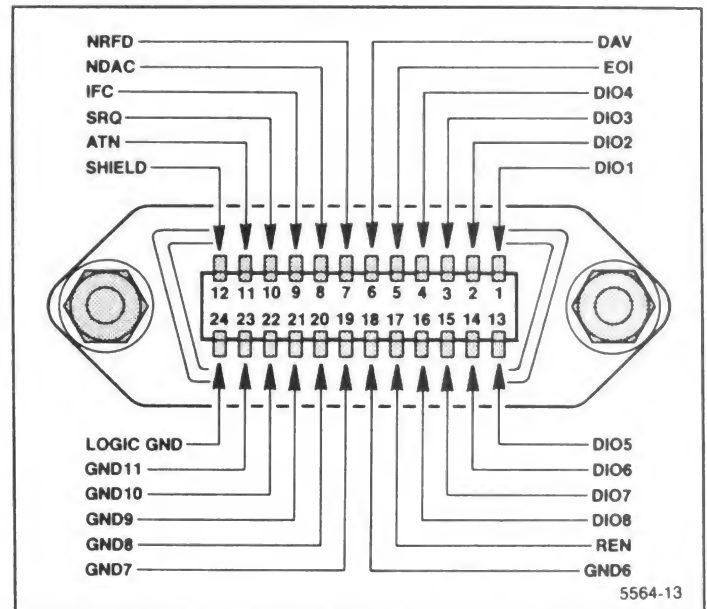 NRFD DAV
NDAC EOI
IFC DIO4
SRQ DIO3
ATN DIO2
SHIELD DIO1
12 11 10 9 8 7 6 5 4 3 2 1
24 23 22 21 20 19 18 17 16 15 14 13
LOGIC GND DIO5
GND11 DIO6
GND10 DIO7
GND9 DIO8
GND8 REN
GND7 GND6
5564-13